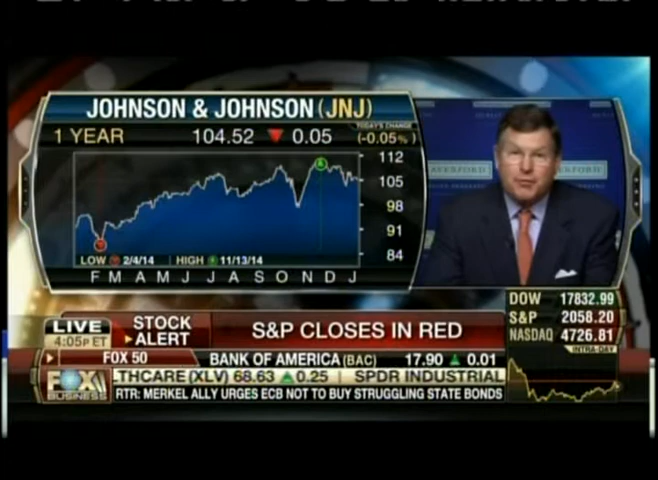 JOHNSON & JOHNSON (JNJ)
1 YEAR 104.52 ▼ 0.05 TODAY'S CHANGE (-0.05%)
112
105
98
91
84
LOW 2/4/14 HIGH 11/13/14
F M A M J J A S O N D J
HAVERFORD
DOW 17832.99
S&P 2058.20
NASDAQ 4726.81
INTRA-DAY
LIVE
4:05P ET
STOCK
ALERT
S&P CLOSES IN RED
FOX 50 BANK OF AMERICA (BAC) 17.90 ▲ 0.01
FOX
BUSINESS
THCARE (XLV) 68.63 ▲ 0.25 | SPDR INDUSTRIAL
RTR: MERKEL ALLY URGES ECB NOT TO BUY STRUGGLING STATE BONDS